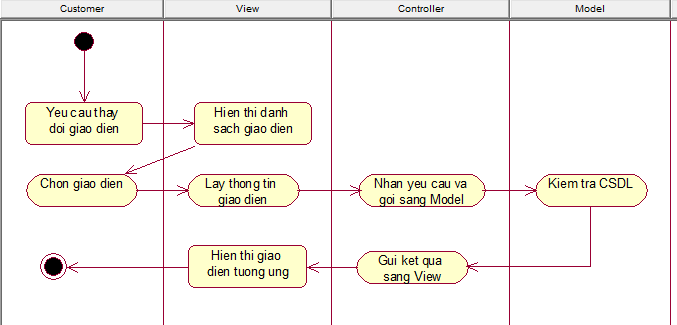 Customer
View
Controller
Model
Yeu cau thay
doi giao dien
Hien thi danh
sach giao dien
Chon giao dien
Lay thong tin
giao dien
Nhan yeu cau va
goi sang Model
Kiem tra CSDL
Hien thi giao
dien tuong ung
Gui ket qua
sang View